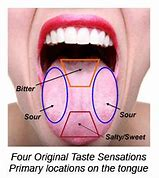 Bitter
Sour
Sour
Salty/Sweet
Four Original Taste Sensations
Primary locations on the tongue